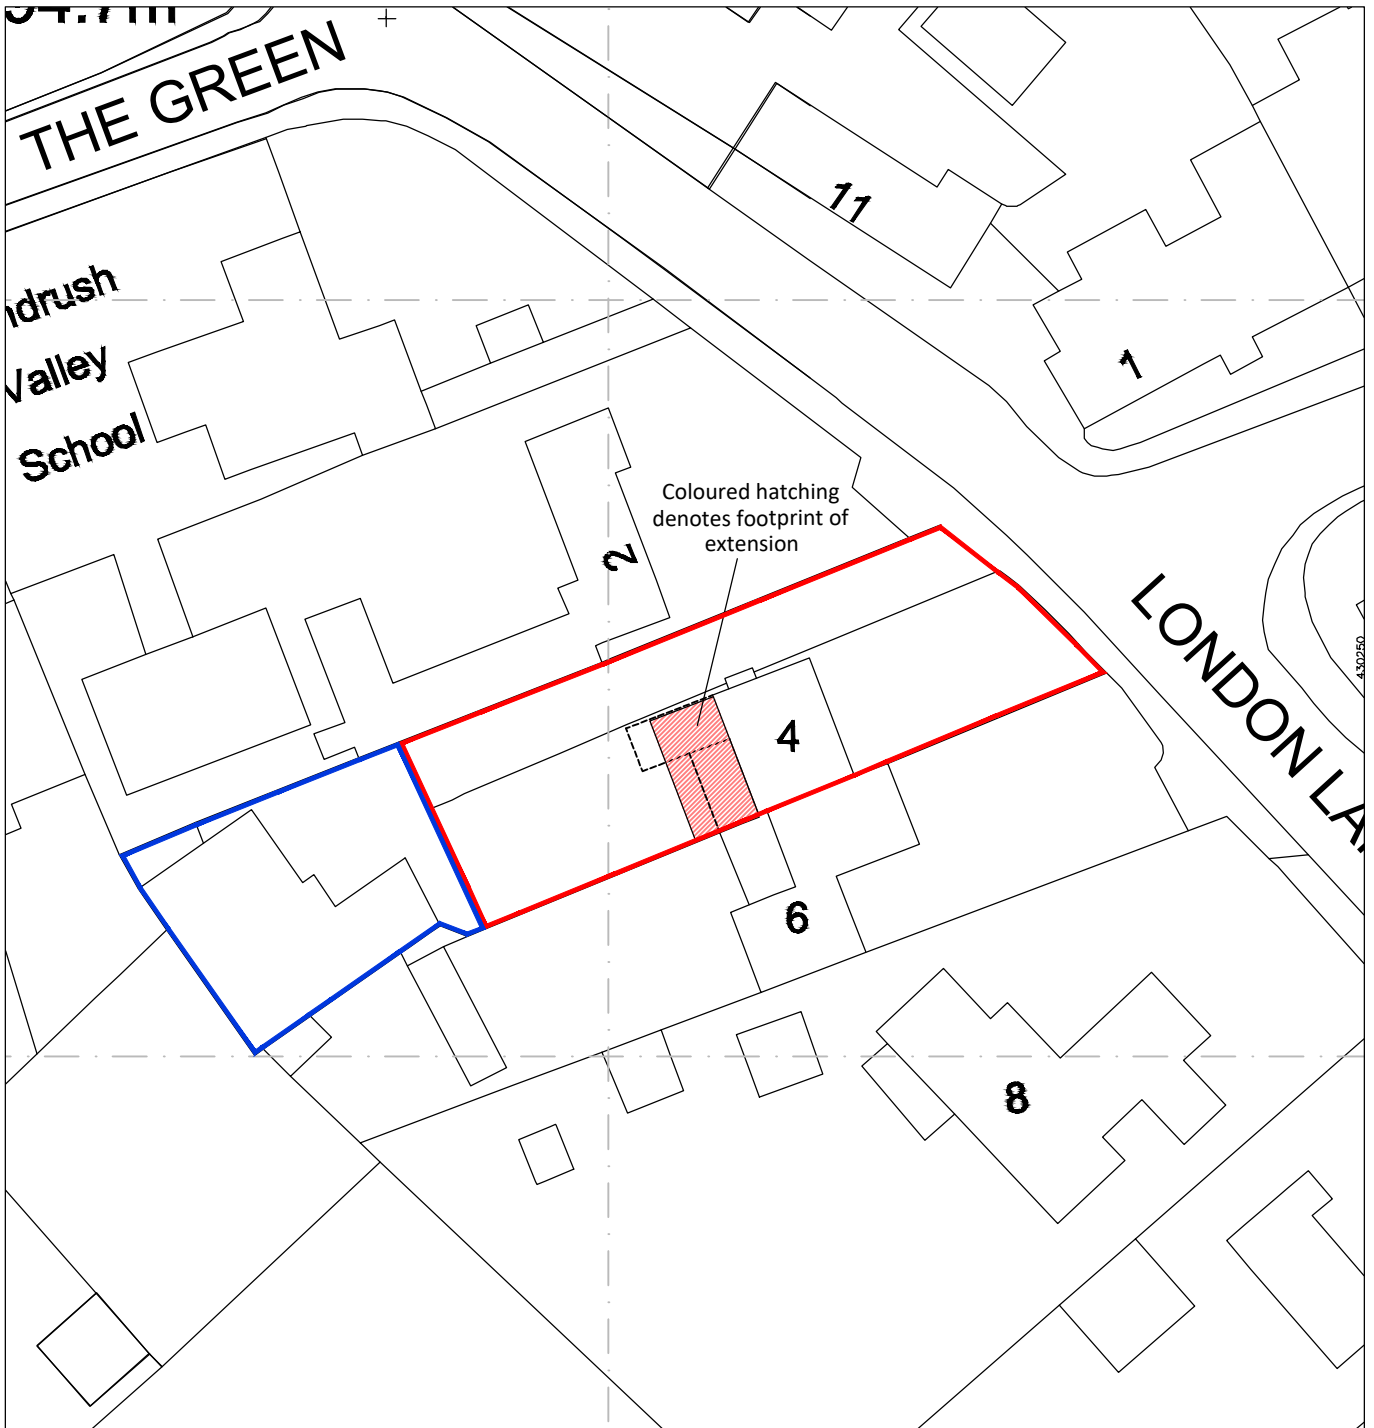 THE GREEN
11
ndrush
Valley
School
1
Coloured hatching
denotes footprint of
extension
2
430250
LONDON LA
4
6
8